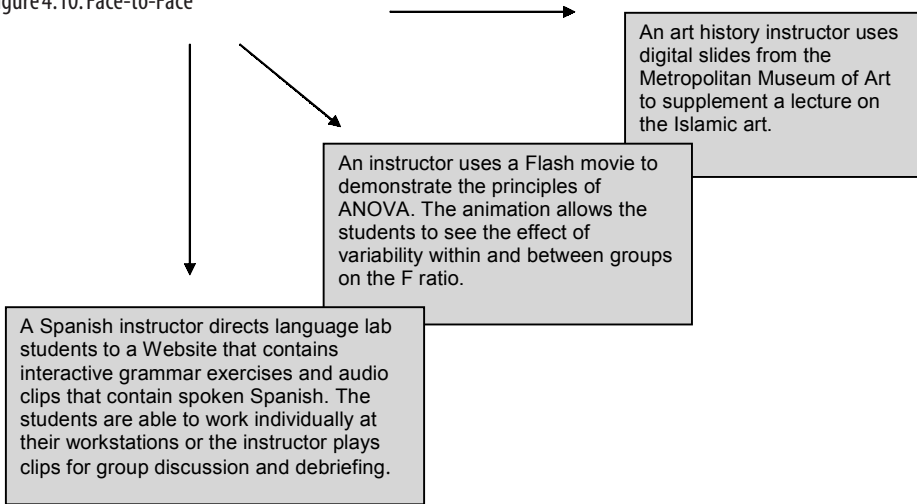 igure 4.10. Face-to-Face
An art history instructor uses
digital slides from the
Metropolitan Museum of Art
to supplement a lecture on
the Islamic art.
An instructor uses a Flash movie to
demonstrate the principles of
ANOVA. The animation allows the
students to see the effect of
variability within and between groups
on the F ratio.
A Spanish instructor directs language lab
students to a Website that contains
interactive grammar exercises and audio
clips that contain spoken Spanish. The
students are able to work individually at
their workstations or the instructor plays
clips for group discussion and debriefing.